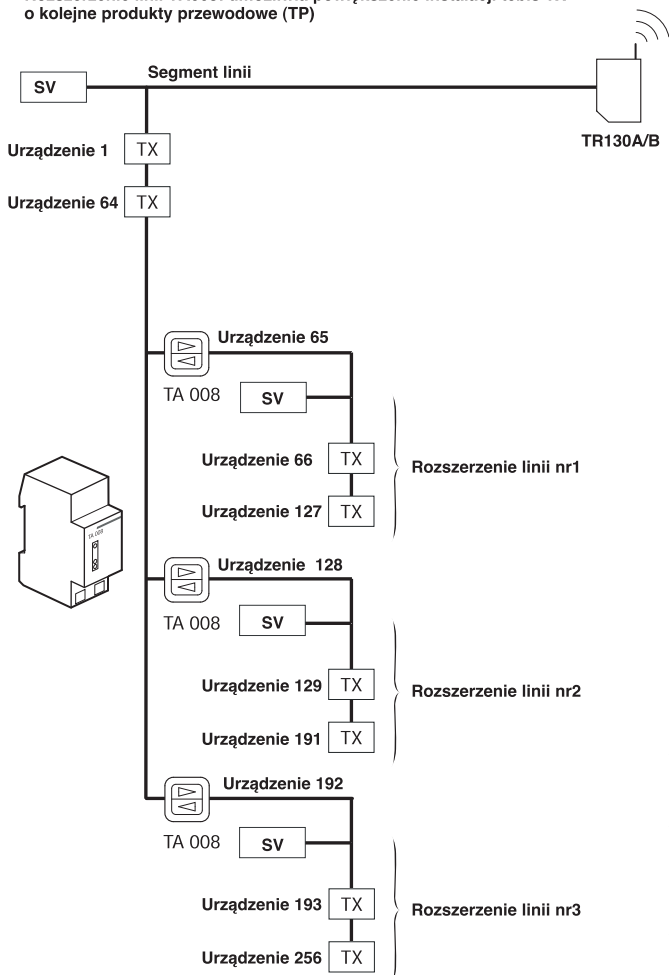 o kolejne produkty przewodowe (TP)
SV
Segment linii
TR130A/B
Urządzenie 1
TX
Urządzenie 64
TX
Urządzenie 65
TA 008
SV
Urządzenie 66
TX
Urządzenie 127
TX
Rozszerzenie linii nr1
TA 008
Urządzenie 128
TA 008
SV
Urządzenie 129
TX
Urządzenie 191
TX
Rozszerzenie linii nr2
Urządzenie 192
TA 008
SV
Urządzenie 193
TX
Urządzenie 256
TX
Rozszerzenie linii nr3